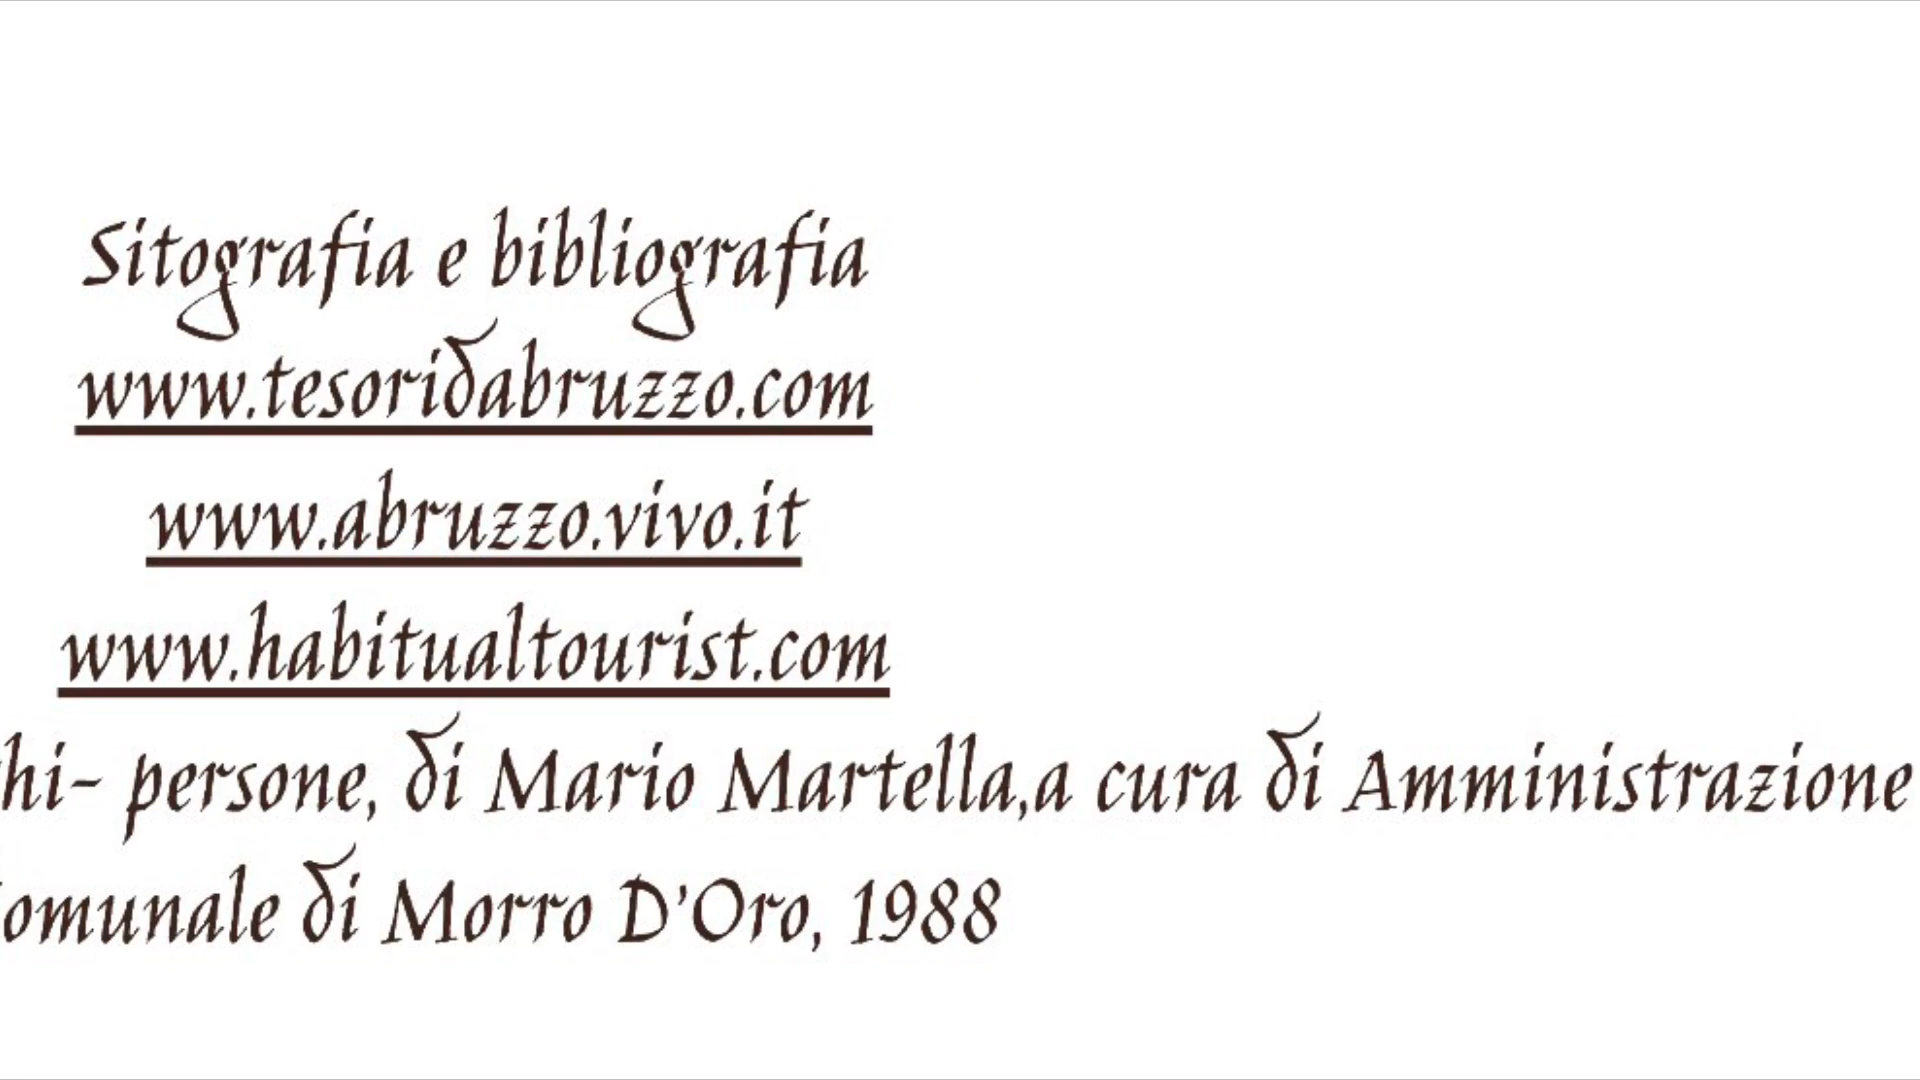 Sitografia e bibliografia
www.tesoridabruzzo.com
www.abruzzo.vivo.it
www.habitualtourist.com
hi- persone, di Mario Martella,a cura di Amministrazione
omunale di Morro D'Oro, 1988